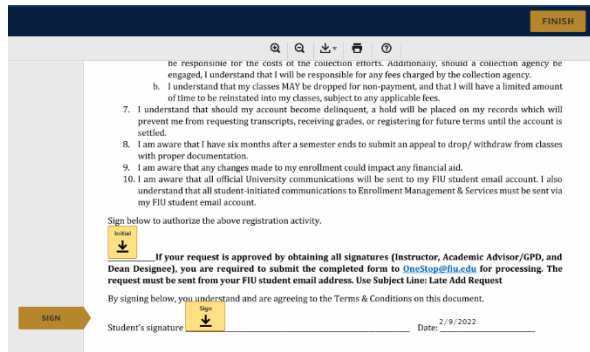 FINISH
be responsible for the costs of the collection efforts. Additionally, should a collection agency be
engaged, I understand that I will be responsible for any fees charged by the collection agency.
b. I understand that my classes MAY be dropped for non-payment, and that I will have a limited amount
of time to be reinstated into my classes, subject to any applicable fees.
7. I understand that should my account become delinquent, a hold will be placed on my records which will
prevent me from requesting transcripts, receiving grades, or registering for future terms until the account is
settled.
8. I am aware that I have six months after a semester ends to submit an appeal to drop/ withdraw from classes
with proper documentation.
9. I am aware that any changes made to my enrollment could impact any financial aid.
10. I am aware that all official University communications will be sent to my FIU student email account. I also
understand that all student-initiated communications to Enrollment Management & Services must be sent via
my FIU student email account.
Sign below to authorize the above registration activity.
Initial
If your request is approved by obtaining all signatures (Instructor, Academic Advisor/GPD, and
Dean Designee), you are required to submit the completed form to OneStop@fiu.edu for processing. The
request must be sent from your FIU student email address. Use Subject Line: Late Add Request
By signing below, you understand and are agreeing to the Terms & Conditions on this document.
SIGN
Sign
Student's signature Date: 2/9/2022